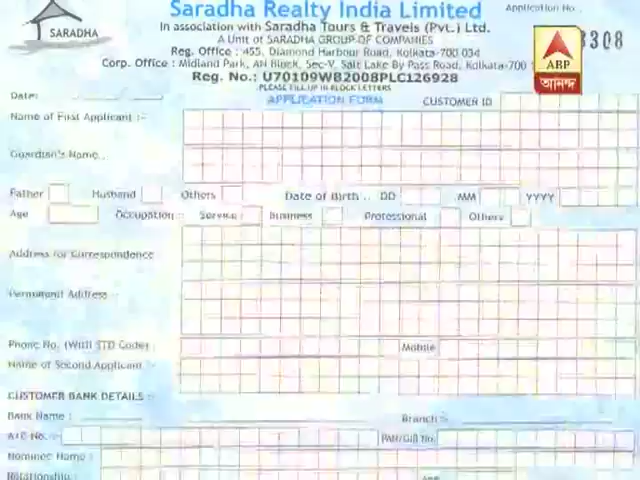 Saradha Realty India Limited
Application No.
SARADHA
In association with Saradha Tours & Travels (Pvt.) Ltd.
A Unit of SARADHA GROUP OF COMPANIES
3308
Reg. Office : 455, Diamond Harbour Road, Kolkata-700 034
Corp. Office : Midland Park, AN Block, Sec-V, Salt Lake By Pass Road, Kolkata-700
ABP
আনন্দ
Reg. No.: U70109WB2008PLC126928
PLEASE FILL UP IN BLOCK LETTERS
Date:
APPLICATION FORM
CUSTOMER ID
Name of First Applicant :-
Guardian's Name
Father Husband Others Date of Birth DD MM YYYY
Age Occupation : Service Business Professional Others
Address for Correspondence
Permanent Address
Phone No. (With STD Code) Mobile
Name of Second Applicant
CUSTOMER BANK DETAILS :-
Bank Name : Branch :-
A/C No. : PAN/GIR No.
Nominee Name :
Relationship : Age